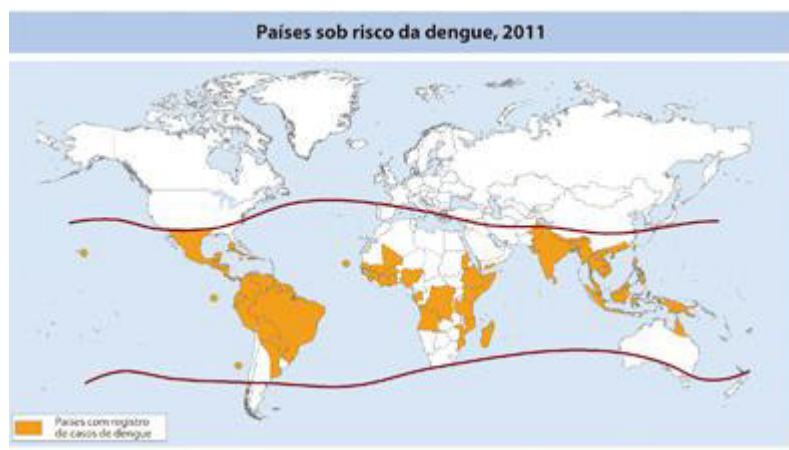 Países sob risco da dengue, 2011
Países com registro
de casos de dengue